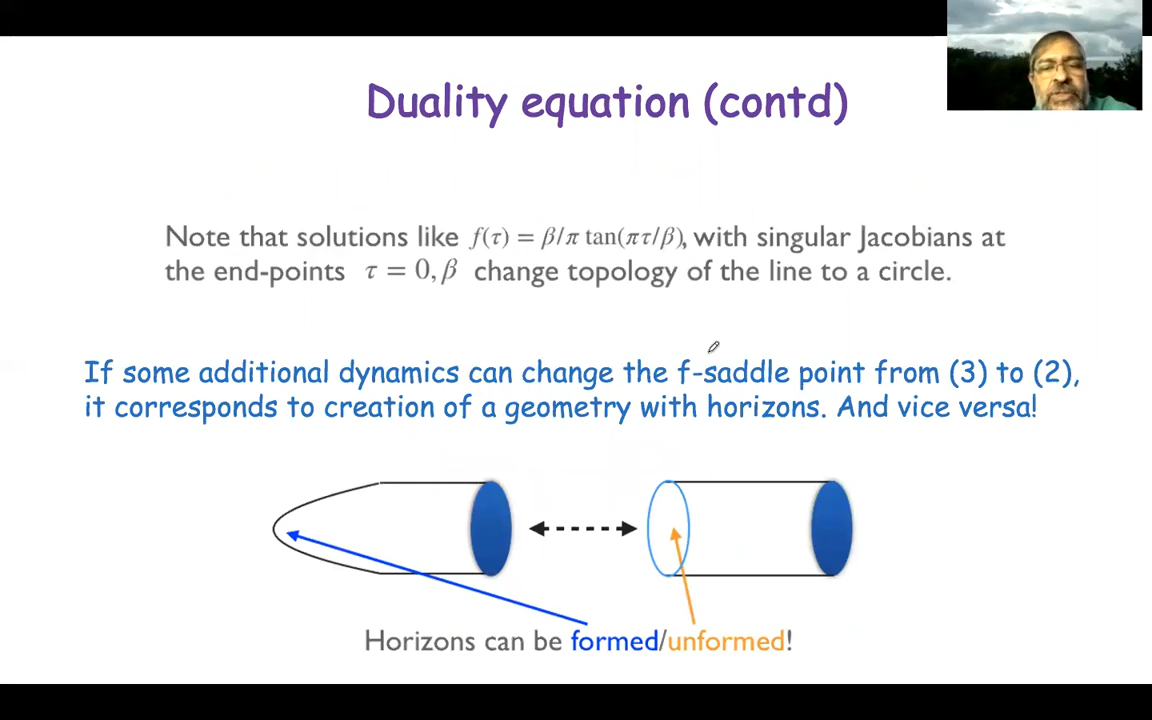 Duality equation (contd)
Note that solutions like f(τ) = β/π tan(πτ/β), with singular Jacobians at
the end-points τ = 0, β change topology of the line to a circle.
If some additional dynamics can change the f-saddle point from (3) to (2),
it corresponds to creation of a geometry with horizons. And vice versa!
Horizons can be formed/unformed!